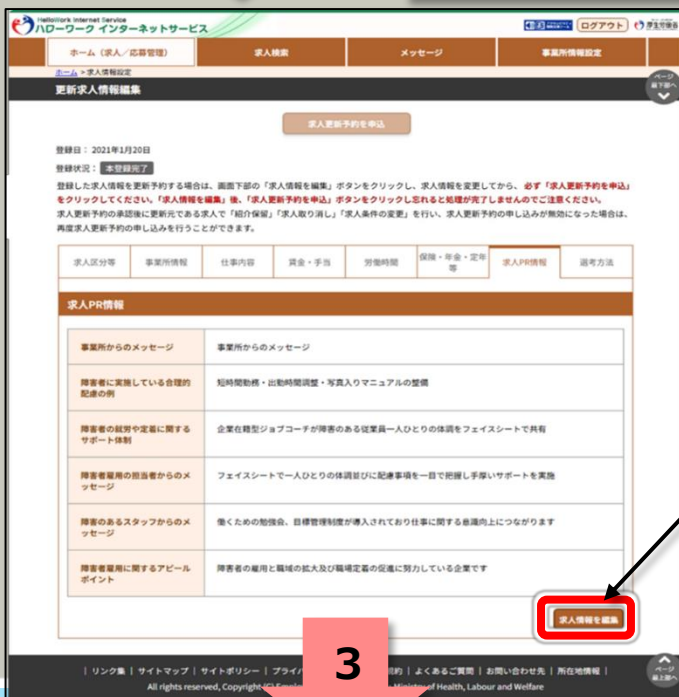 HelloWork Internet Service
ハローワーク インターネットサービス
ログアウト
ホーム（求人／応募管理）
求人検索
メッセージ
事業所情報設定
ホーム > 求人情報設定
更新求人情報編集
ページ
最下部へ
求人更新予約を申込
登録日： 2021年1月20日
登録状況： 本登録完了
登録した求人情報を更新予約する場合は、画面下部の「求人情報を編集」ボタンをクリックし、求人情報を変更してから、 必ず「求人更新予約を申込」
をクリックしてください。「求人情報を編集」後、「求人更新予約を申込」ボタンをクリックし忘れると処理が完了しませんのでご注意ください。
求人更新予約の承認後に更新元である求人で「紹介保留」「求人取り消し」「求人条件の変更」を行い、求人更新予約の申し込みが無効になった場合は、
再度求人更新予約の申し込みを行うことができます。
求人区分等
事業所情報
仕事内容
賃金・手当
労働時間
保険・年金・定年
等
求人PR情報
選考方法
求人PR情報
事業所からのメッセージ
事業所からのメッセージ
障害者に実施している合理的
配慮の例
短時間勤務・出勤時間調整・写真入りマニュアルの整備
障害者の就労や定着に関する
サポート体制
企業在籍型ジョブコーチが障害のある従業員一人ひとりの体調をフェイスシートで共有
障害者雇用の担当者からのメ
ッセージ
フェイスシートで一人ひとりの体調並びに配慮事項を一目で把握し手厚いサポートを実施
障害のあるスタッフからのメ
ッセージ
働くための勉強会、目標管理制度が導入されており仕事に関する意識向上につながります
障害者雇用に関するアピール
ポイント
障害者の雇用と職域の拡大及び職場定着の促進に努力している企業です
求人情報を編集
3
| リンク集 | サイトマップ | サイトポリシー | プライバ 規約 | よくあるご質問 | お問い合わせ先 | 所在地情報 |
All rights reserved, Copyright(C) Ministry of Health, Labour and Welfare
ページ
最上部へ